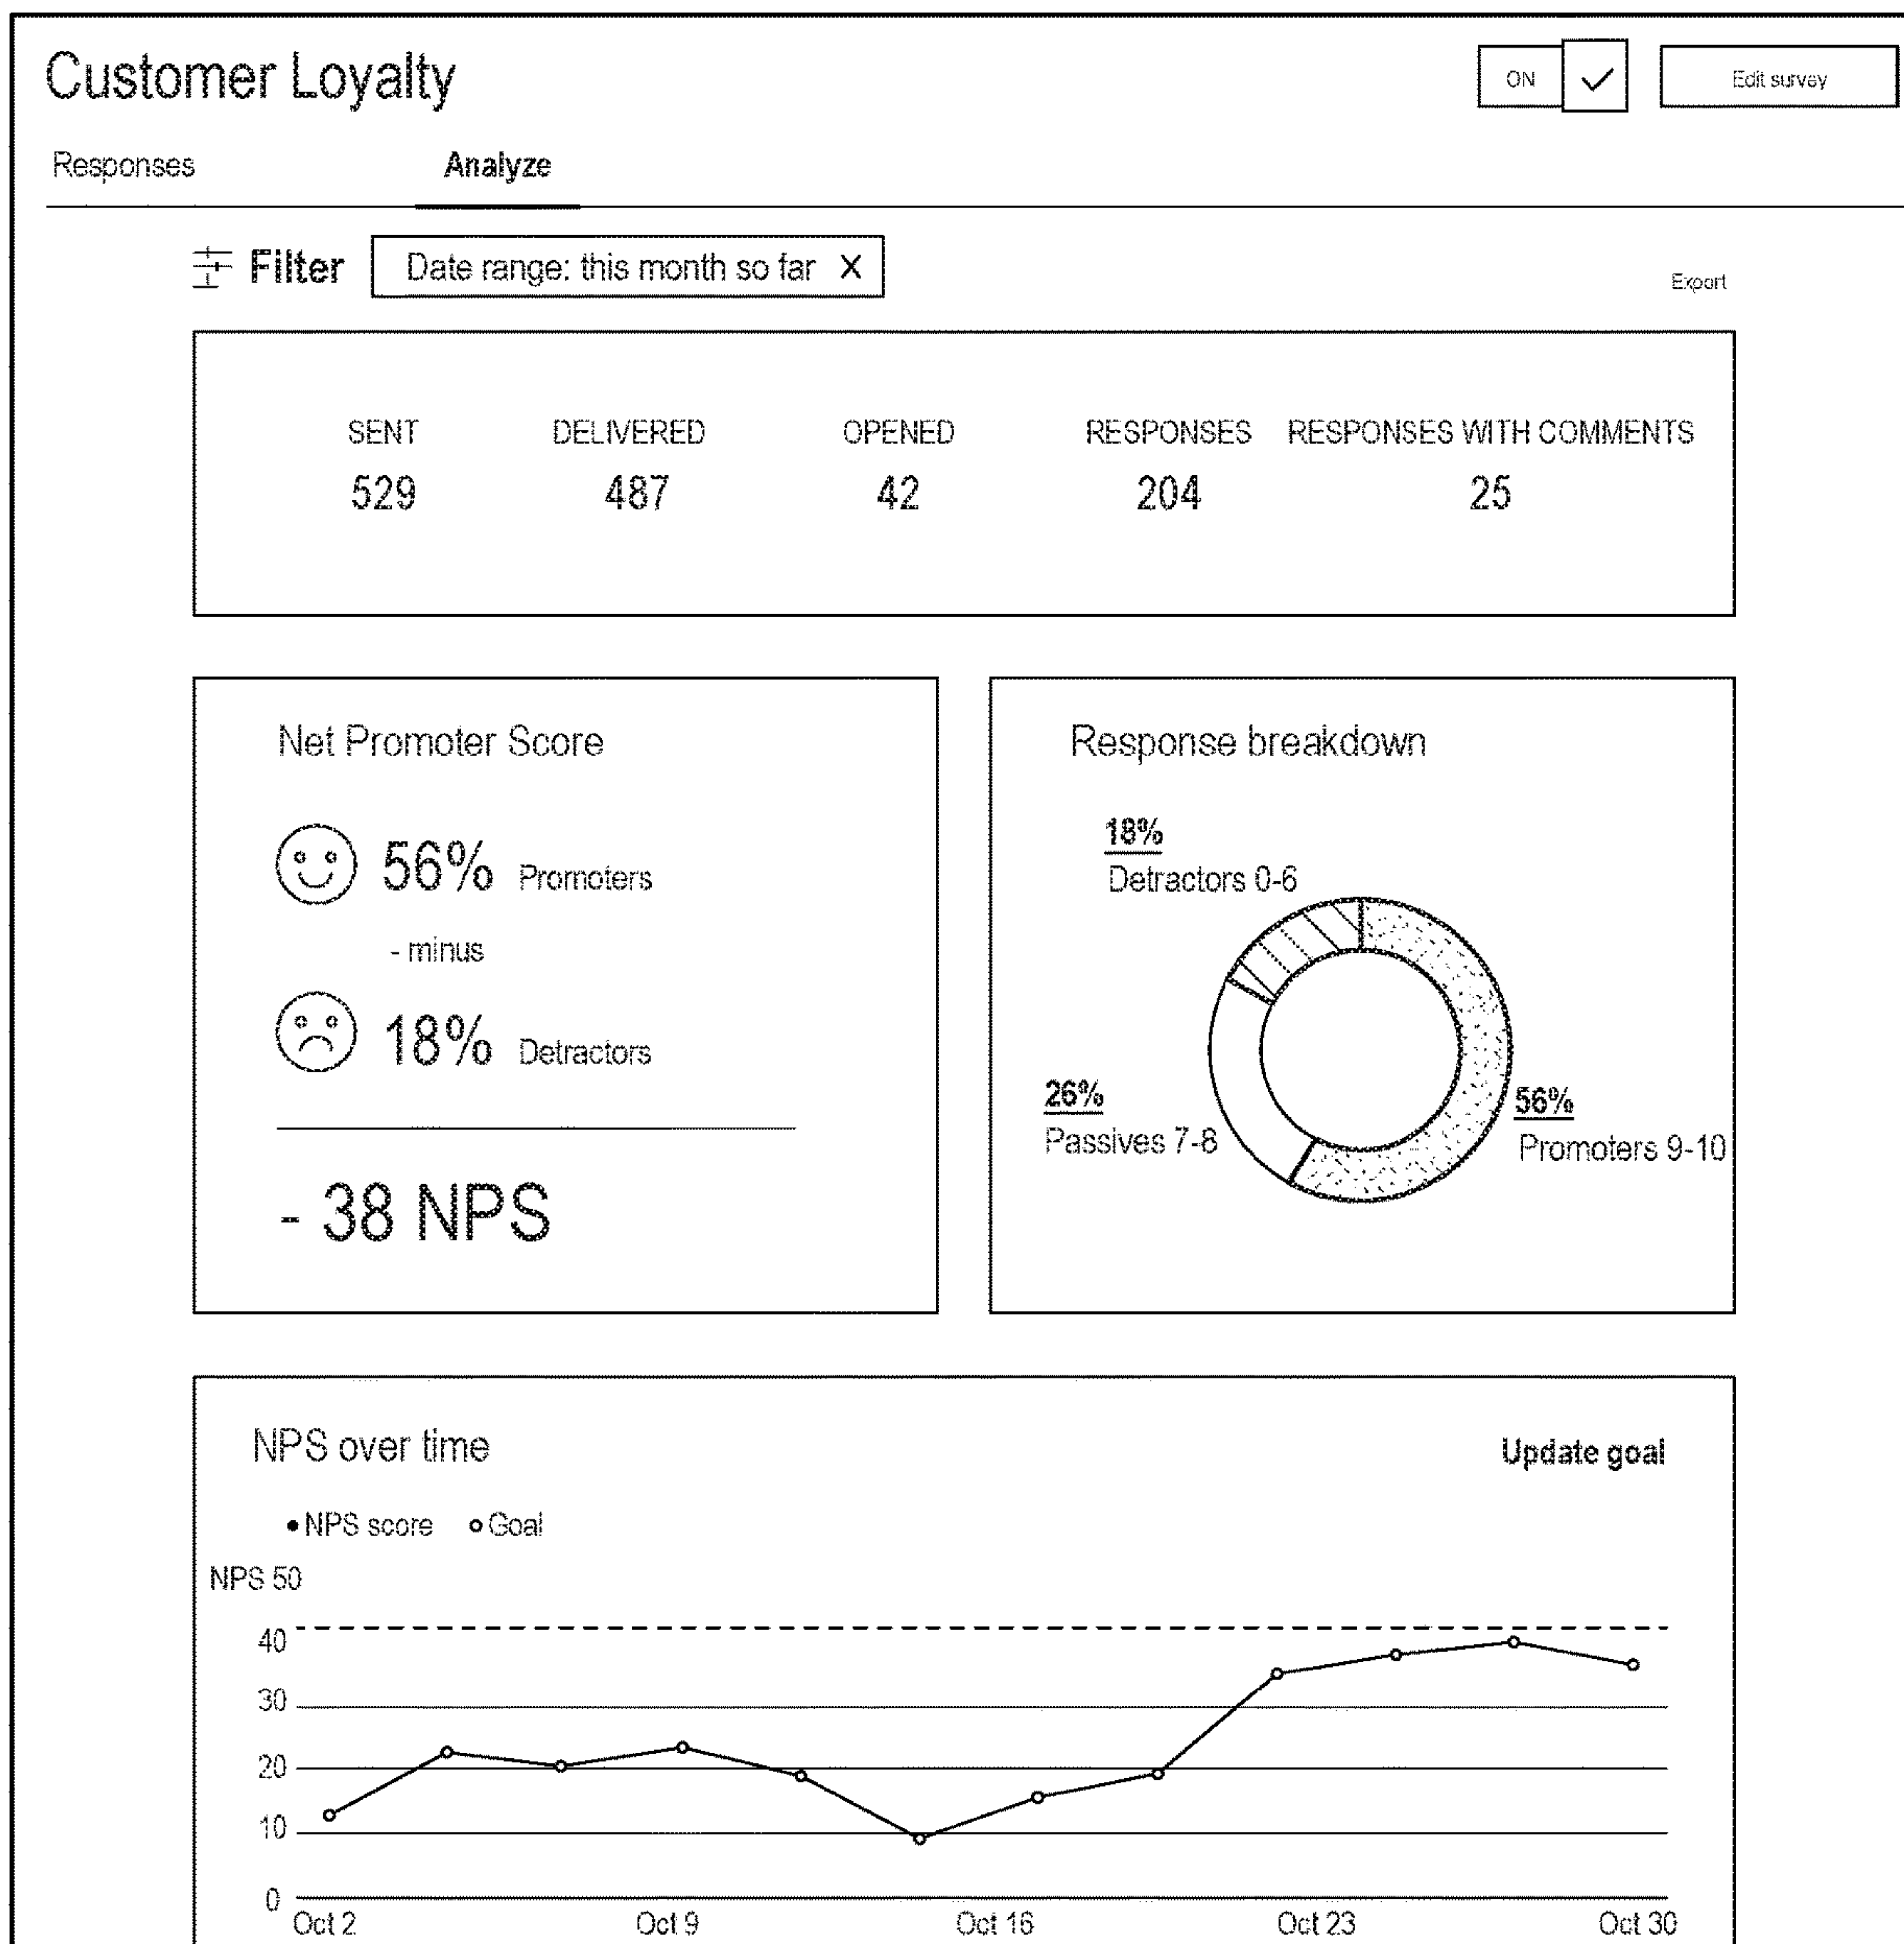 Customer Loyalty
ON
Edit survey
Responses
Analyze
Filter
Date range: this month so far X
Export
SENT
529
DELIVERED
487
OPENED
42
RESPONSES
204
RESPONSES WITH COMMENTS
25
Net Promoter Score
56% Promoters
- minus
18% Detractors
- 38 NPS
Response breakdown
18%
Detractors 0-6
26%
Passives 7-8
56%
Promoters 9-10
NPS over time
Update goal
NPS score
Goal
NPS 50
40
30
20
10
0
Oct 2
Oct 9
Oct 16
Oct 23
Oct 30